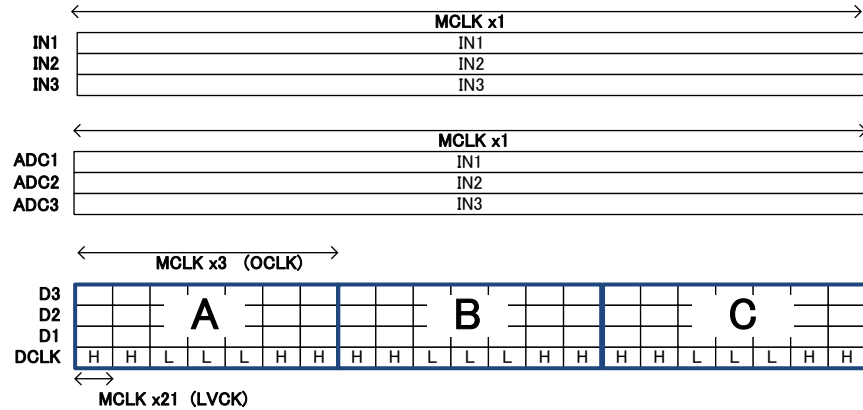 MCLK x1
IN1 IN1
IN2 IN2
IN3 IN3
MCLK x1
ADC1 IN1
ADC2 IN2
ADC3 IN3
MCLK x3 (OCLK)
D3
D2 A B C
D1
DCLK H H L L L H H H H L L L H H H H L L L H H
MCLK x21 (LVCK)